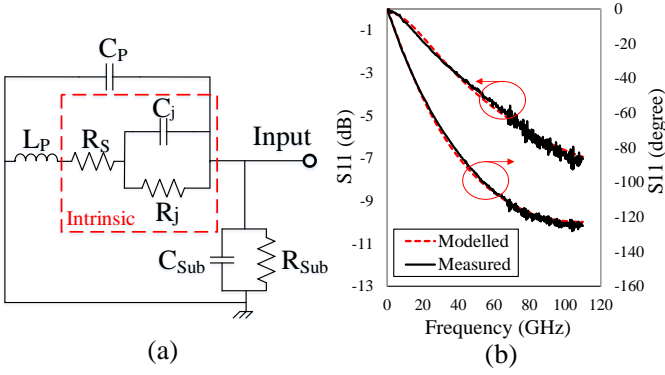 (a)
C_P
L_P
R_S
C_j
R_j
Intrinsic
Input
C_Sub
R_Sub
(b)
S11 (dB)
-1
-3
-5
-7
-9
-11
-13
0
-20
-40
-60
-80
-100
-120
-140
-160
S11 (degree)
Modelled
Measured
0 20 40 60 80 100 120
Frequency (GHz)
(a)
(b)